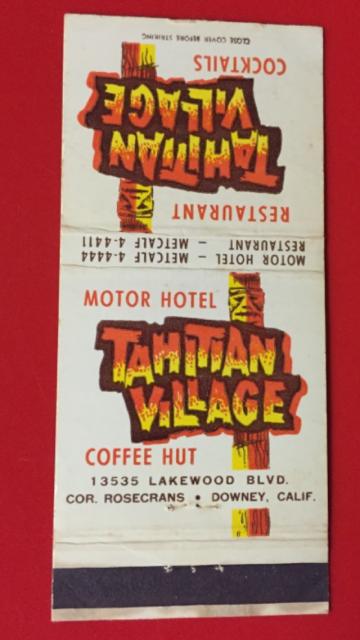 CLOSE COVER BEFORE STRIKING
COCKTAILS
TAHITIAN
VILLAGE
RESTAURANT
MOTOR HOTEL — METCALF 4-4444
RESTAURANT — METCALF 4-4411
MOTOR HOTEL
TAHITIAN
VILLAGE
COFFEE HUT
13535 LAKEWOOD BLVD.
COR. ROSECRANS • DOWNEY, CALIF.